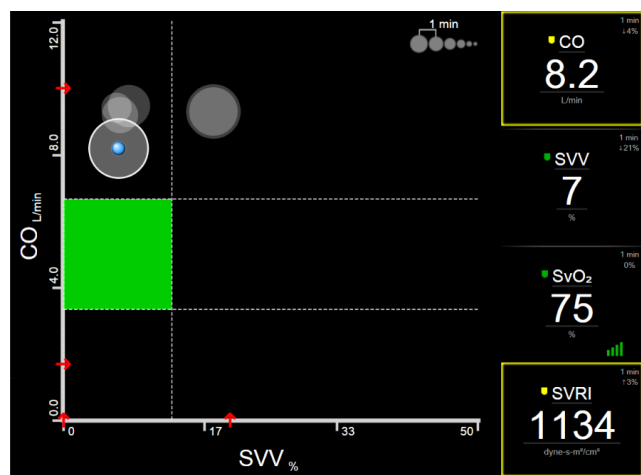 1 min
12.0
8.0
4.0
0.0
CO L/min
0
17
33
50
SVV %
1 min
↓4%
CO
8.2
L/min
1 min
↓21%
SVV
7
%
1 min
0%
SvO₂
75
%
1 min
↑3%
SVRI
1134
dyne-s-m²/cm⁵